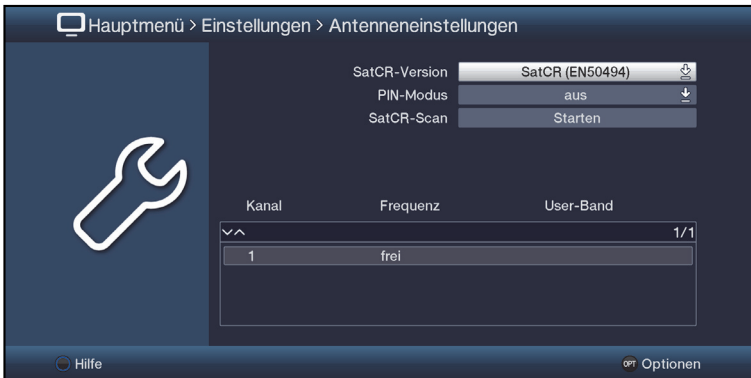 Hauptmenü > Einstellungen > Antenneneinstellungen
SatCR-Version SatCR (EN50494)
PIN-Modus aus
SatCR-Scan Starten
Kanal Frequenz User-Band
1/1
1 frei
Hilfe OPT Optionen